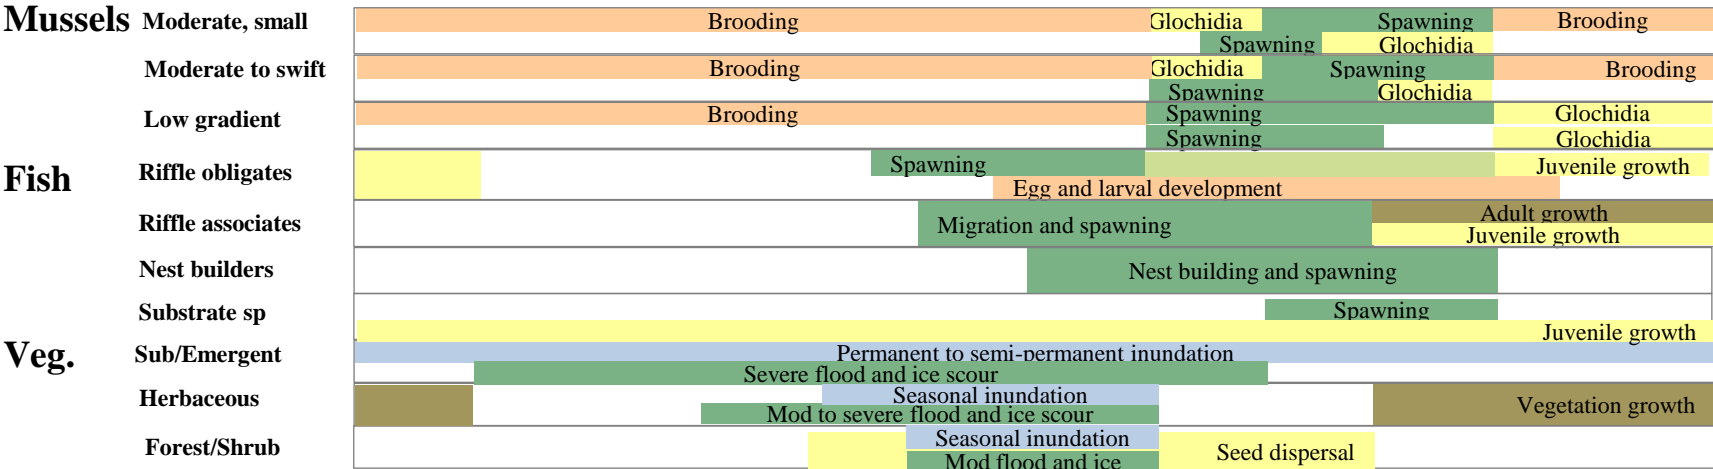 Mussels Moderate, small Brooding Glochidia Spawning Brooding
Spawning Glochidia
Moderate to swift Brooding Glochidia Spawning Brooding
Spawning Glochidia
Low gradient Brooding Spawning Glochidia
Spawning Glochidia
Fish Riffle obligates Spawning Juvenile growth
Egg and larval development
Riffle associates Migration and spawning Adult growth
Juvenile growth
Nest builders Nest building and spawning
Substrate sp Spawning
Juvenile growth
Veg. Sub/Emergent Permanent to semi-permanent inundation
Severe flood and ice scour
Herbaceous Seasonal inundation Vegetation growth
Mod to severe flood and ice scour
Forest/Shrub Seasonal inundation Seed dispersal
Mod flood and ice